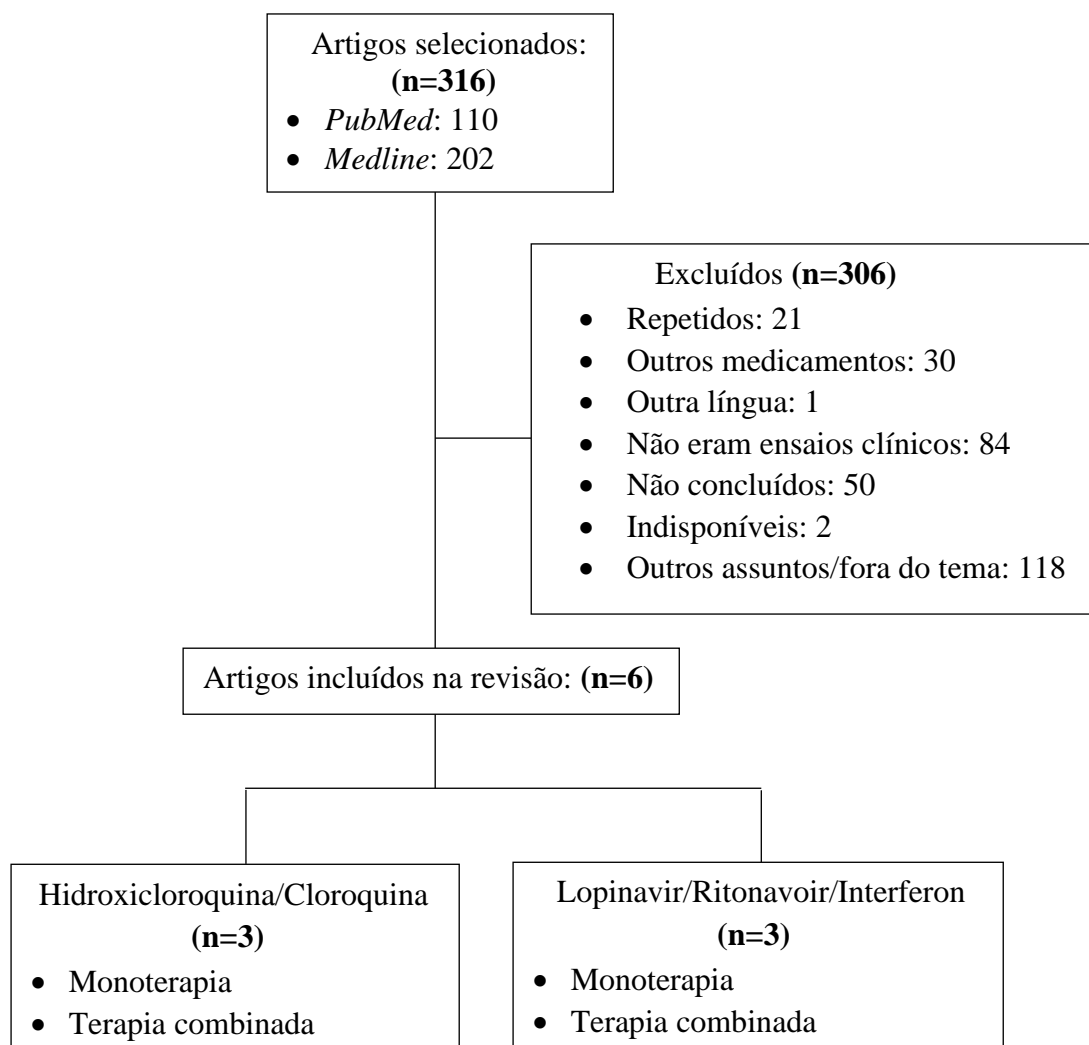 Artigos selecionados:
(n=316)
• PubMed: 110
• Medline: 202
Excluídos (n=306)
• Repetidos: 21
• Outros medicamentos: 30
• Outra língua: 1
• Não eram ensaios clínicos: 84
• Não concluídos: 50
• Indisponíveis: 2
• Outros assuntos/fora do tema: 118
Artigos incluídos na revisão: (n=6)
Hidroxicloroquina/Cloroquina
(n=3)
• Monoterapia
• Terapia combinada
Lopinavir/Ritonavoir/Interferon
(n=3)
• Monoterapia
• Terapia combinada